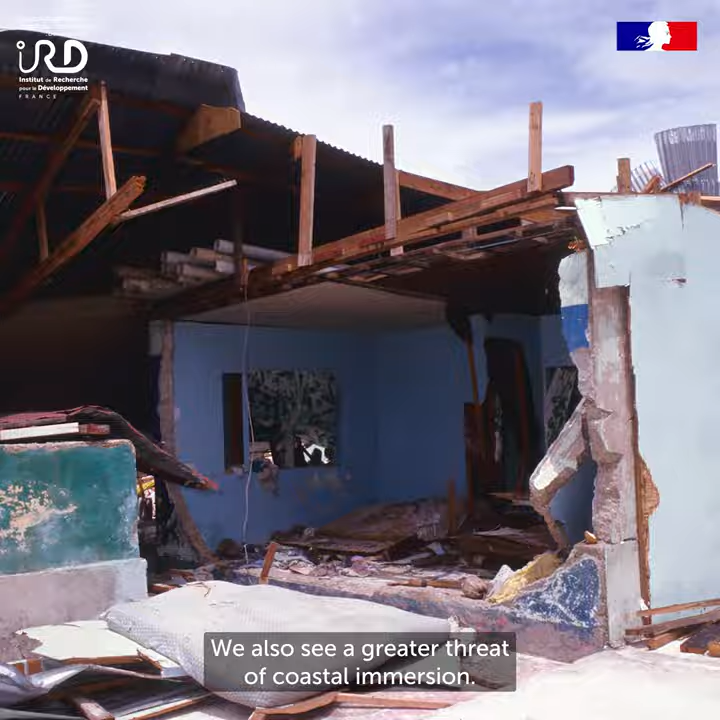 iRD
Institut de Recherche
pour le Développement
FRANCE
We also see a greater threat
of coastal immersion.